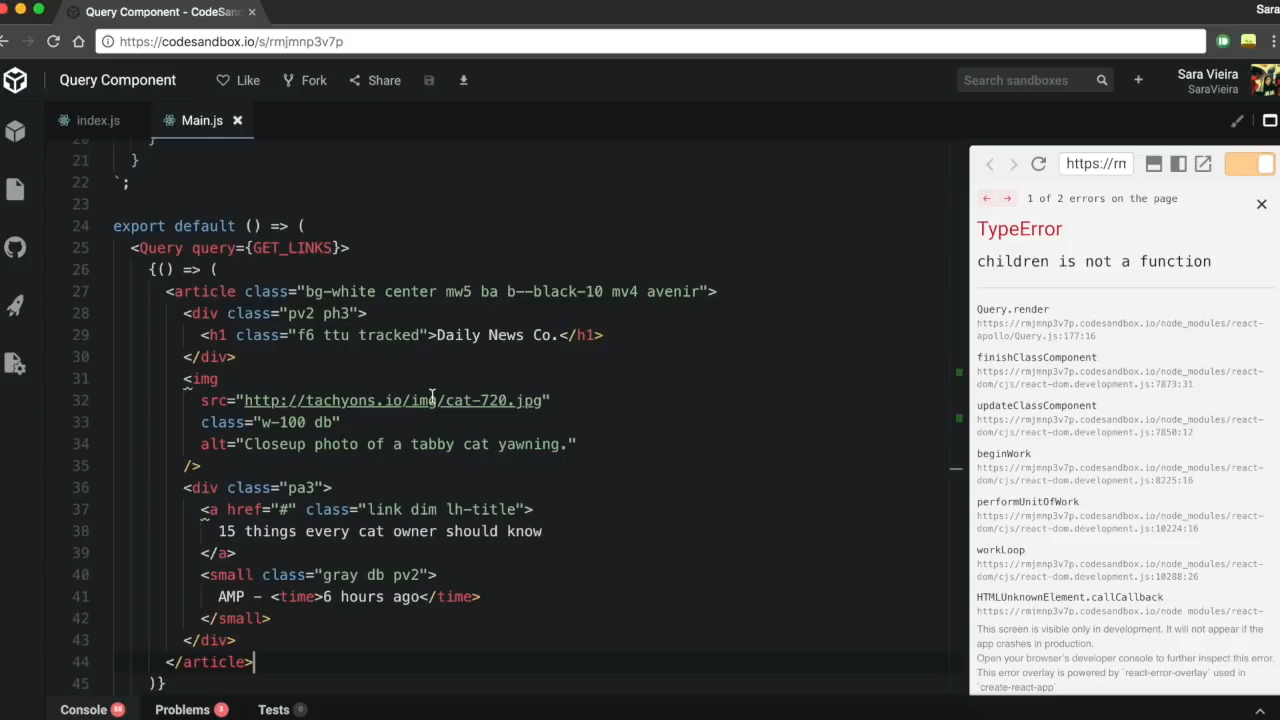 Query Component - CodeSan
Sara
https://codesandbox.io/s/rmjmnp3v7p
Query Component
Like
Fork
Share
Search sandboxes
Sara Vieira
SaraVieira
index.js
Main.js
20 }
21 }
22 `;
23
24 export default () => (
25 <Query query={GET_LINKS}>
26 {() => (
27 <article class="bg-white center mw5 ba b--black-10 mv4 avenir">
28 <div class="pv2 ph3">
29 <h1 class="f6 ttu tracked">Daily News Co.</h1>
30 </div>
31 <img
32 src="http://tachyons.io/img/cat-720.jpg"
33 class="w-100 db"
34 alt="Closeup photo of a tabby cat yawning."
35 />
36 <div class="pa3">
37 <a href="#" class="link dim lh-title">
38 15 things every cat owner should know
39 </a>
40 <small class="gray db pv2">
41 AMP – <time>6 hours ago</time>
42 </small>
43 </div>
44 </article>
45 )}
Console 88
Problems 3
Tests 0
https://rm
1 of 2 errors on the page
TypeError
children is not a function
Query.render
https://rmjmnp3v7p.codesandbox.io/node_modules/react-
apollo/Query.js:177:16
finishClassComponent
https://rmjmnp3v7p.codesandbox.io/node_modules/react-
dom/cjs/react-dom.development.js:7873:31
updateClassComponent
https://rmjmnp3v7p.codesandbox.io/node_modules/react-
dom/cjs/react-dom.development.js:7850:12
beginWork
https://rmjmnp3v7p.codesandbox.io/node_modules/react-
dom/cjs/react-dom.development.js:8225:16
performUnitOfWork
https://rmjmnp3v7p.codesandbox.io/node_modules/react-
dom/cjs/react-dom.development.js:10224:16
workLoop
https://rmjmnp3v7p.codesandbox.io/node_modules/react-
dom/cjs/react-dom.development.js:10288:26
HTMLUnknownElement.callCallback
https://rmjmnp3v7p.codesandbox.io/node_modules/react-
This screen is visible only in development. It will not appear if the
app crashes in production.
Open your browser's developer console to further inspect this error.
This error overlay is powered by `react-error-overlay` used in
`create-react-app`.